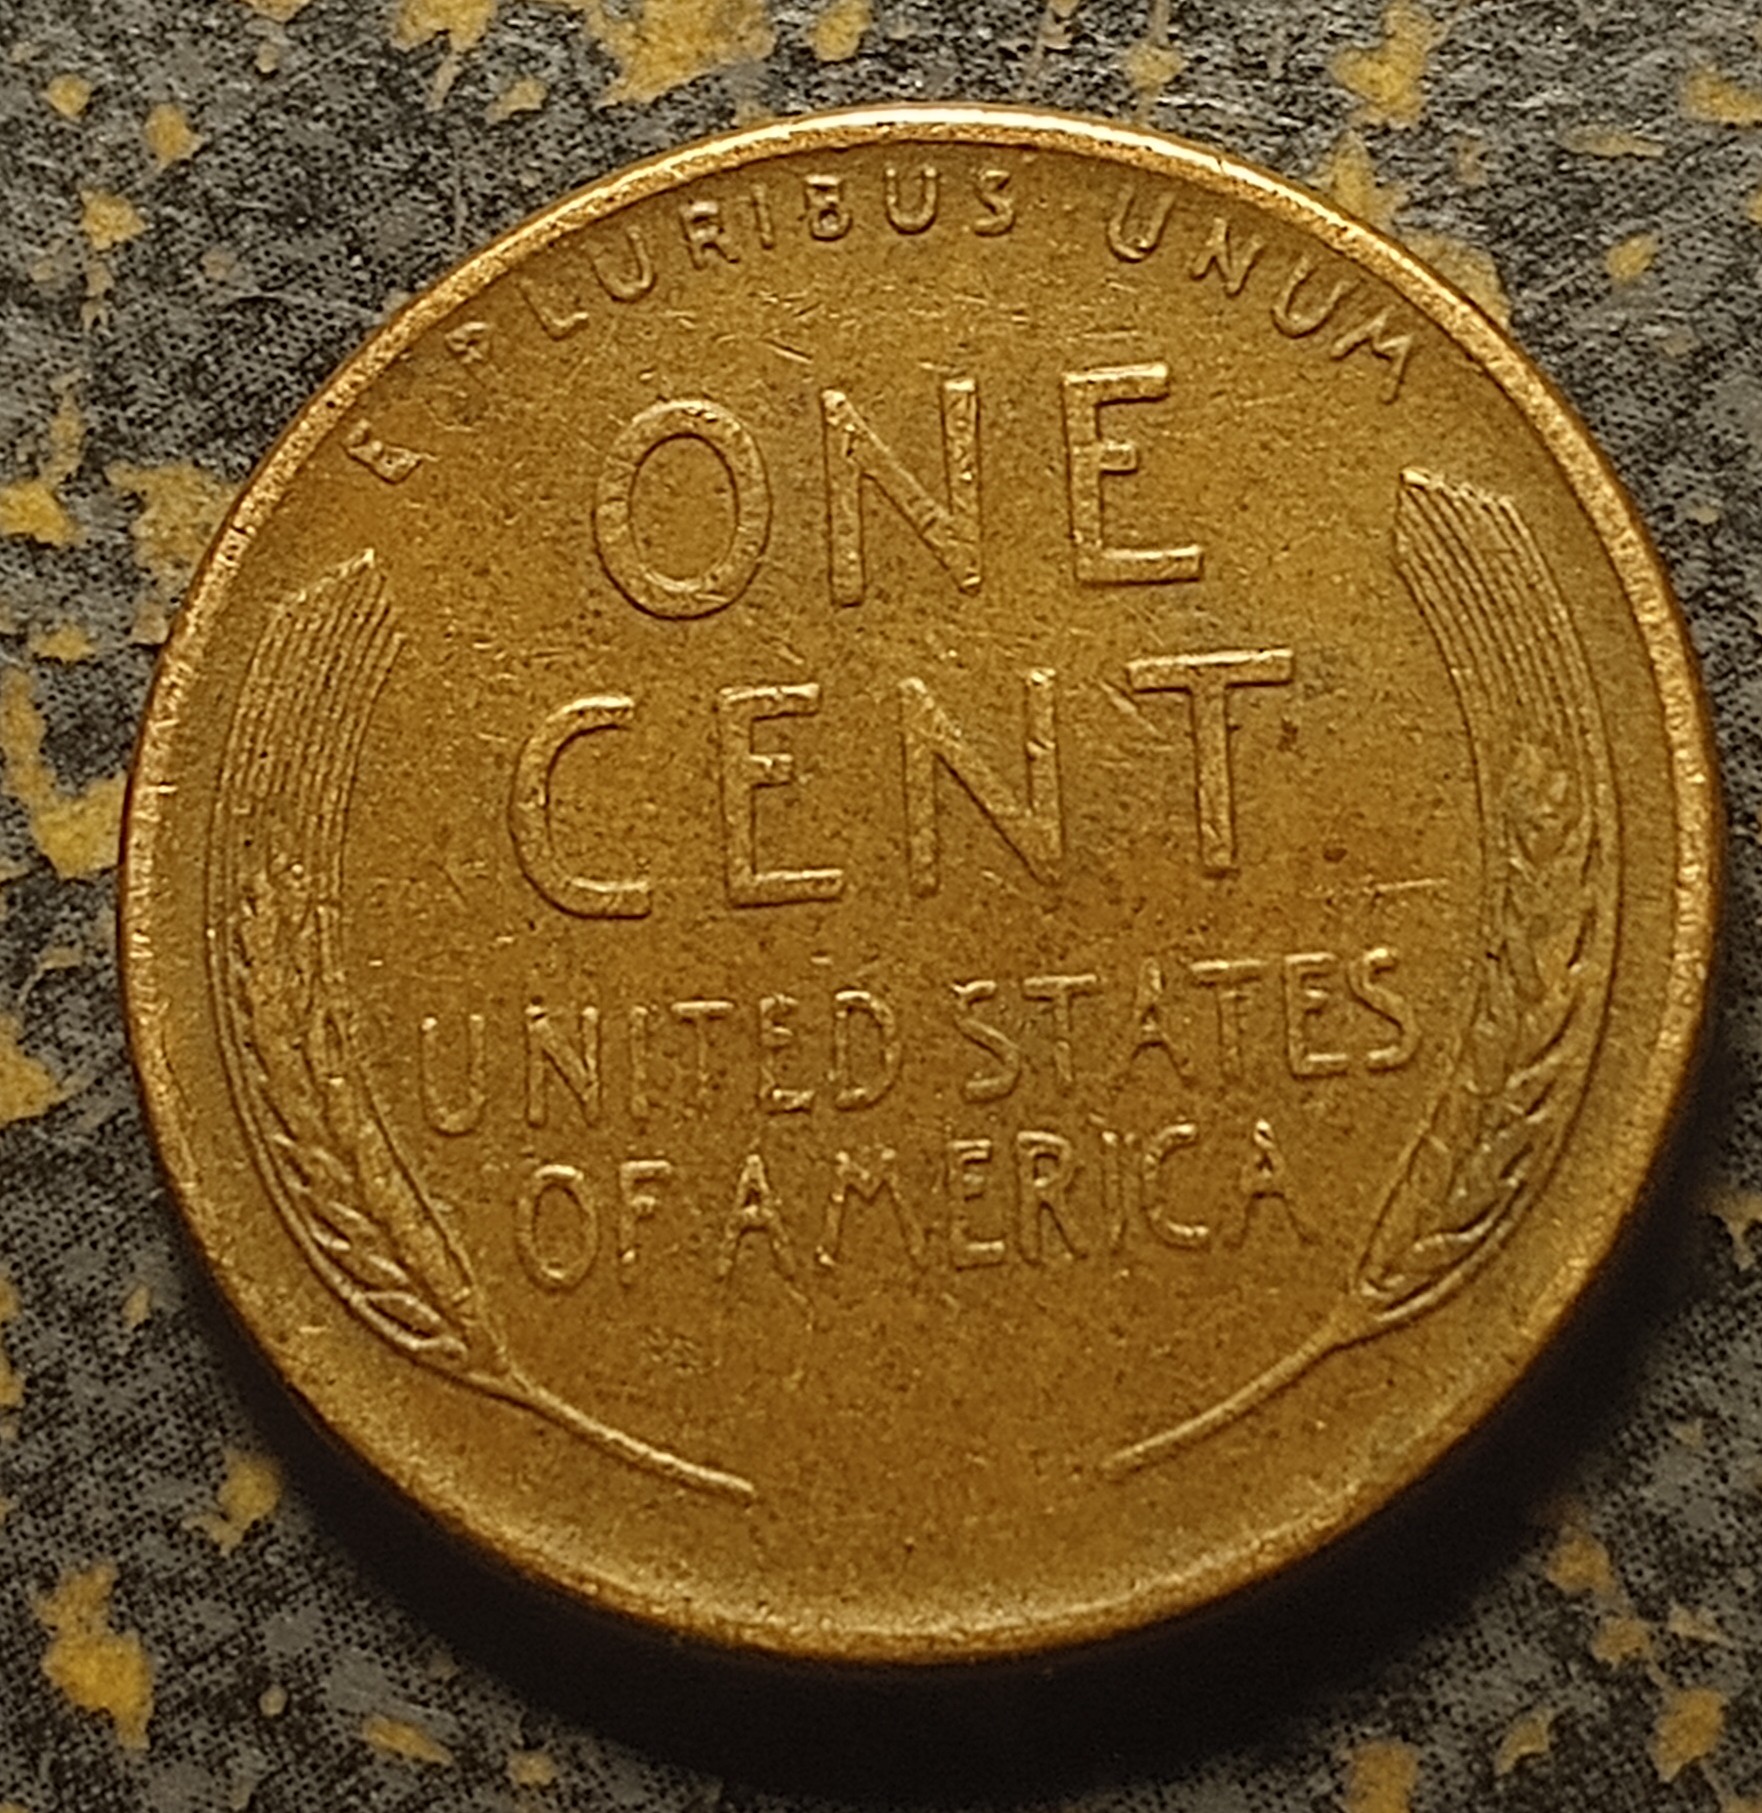 E PLURIBUS UNUM
ONE
CENT
UNITED STATES
OF AMERICA